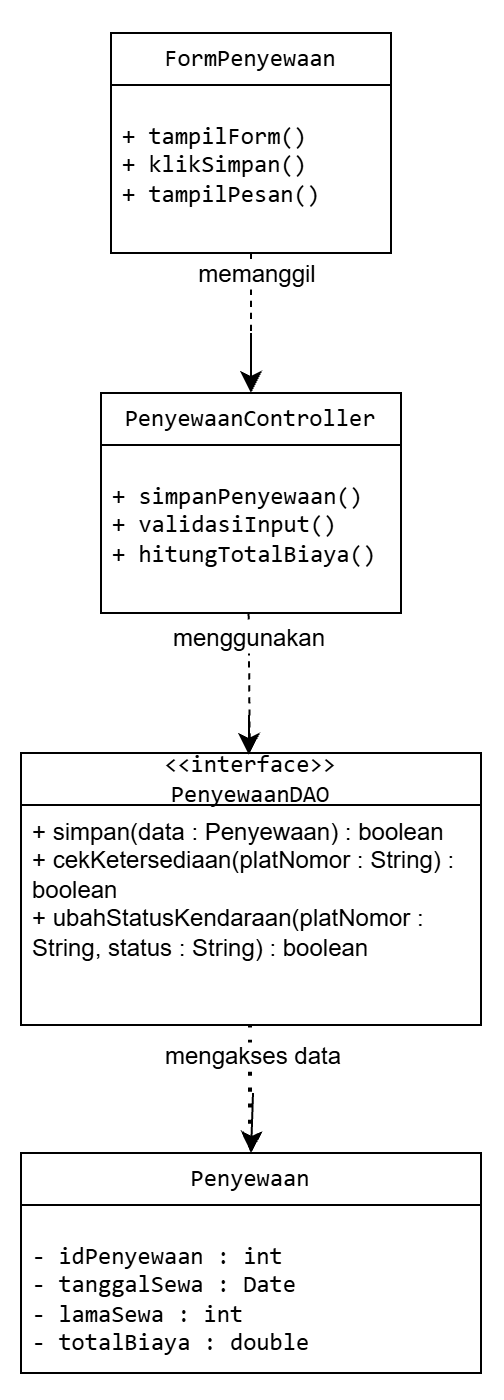 FormPenyewaan
+ tampilForm()
+ klikSimpan()
+ tampilPesan()
memanggil
PenyewaanController
+ simpanPenyewaan()
+ validasiInput()
+ hitungTotalBiaya()
menggunakan
<<interface>>
PenyewaanDAO
+ simpan(data : Penyewaan) : boolean
+ cekKetersediaan(platNomor : String) :
boolean
+ ubahStatusKendaraan(platNomor :
String, status : String) : boolean
mengakses data
Penyewaan
- idPenyewaan : int
- tanggalSewa : Date
- lamaSewa : int
- totalBiaya : double